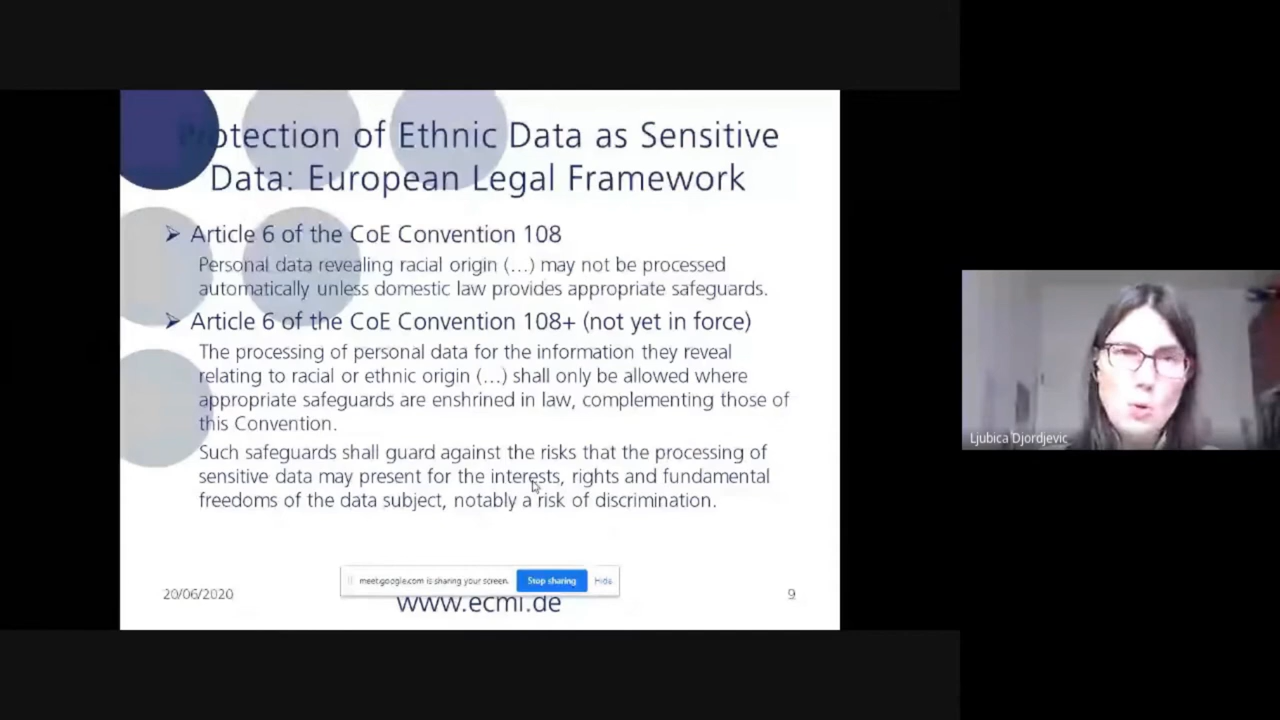 Protection of Ethnic Data as Sensitive
Data: European Legal Framework
➢ Article 6 of the CoE Convention 108
Personal data revealing racial origin (…) may not be processed
automatically unless domestic law provides appropriate safeguards.
➢ Article 6 of the CoE Convention 108+ (not yet in force)
The processing of personal data for the information they reveal
relating to racial or ethnic origin (…) shall only be allowed where
appropriate safeguards are enshrined in law, complementing those of
this Convention.
Such safeguards shall guard against the risks that the processing of
sensitive data may present for the interests, rights and fundamental
freedoms of the data subject, notably a risk of discrimination.
meet.google.com is sharing your screen. Stop sharing Hide
20/06/2020
www.ecmi.de
9
Ljubica Djordjevic